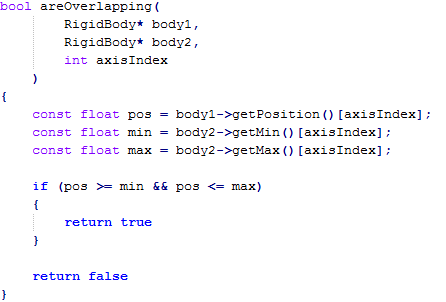 bool areOverlapping(
        RigidBody* body1,
        RigidBody* body2,
        int axisIndex
    )
{
    const float pos = body1->getPosition()[axisIndex];
    const float min = body2->getMin()[axisIndex];
    const float max = body2->getMax()[axisIndex];

    if (pos >= min && pos <= max)
    {
        return true
    }

    return false
}